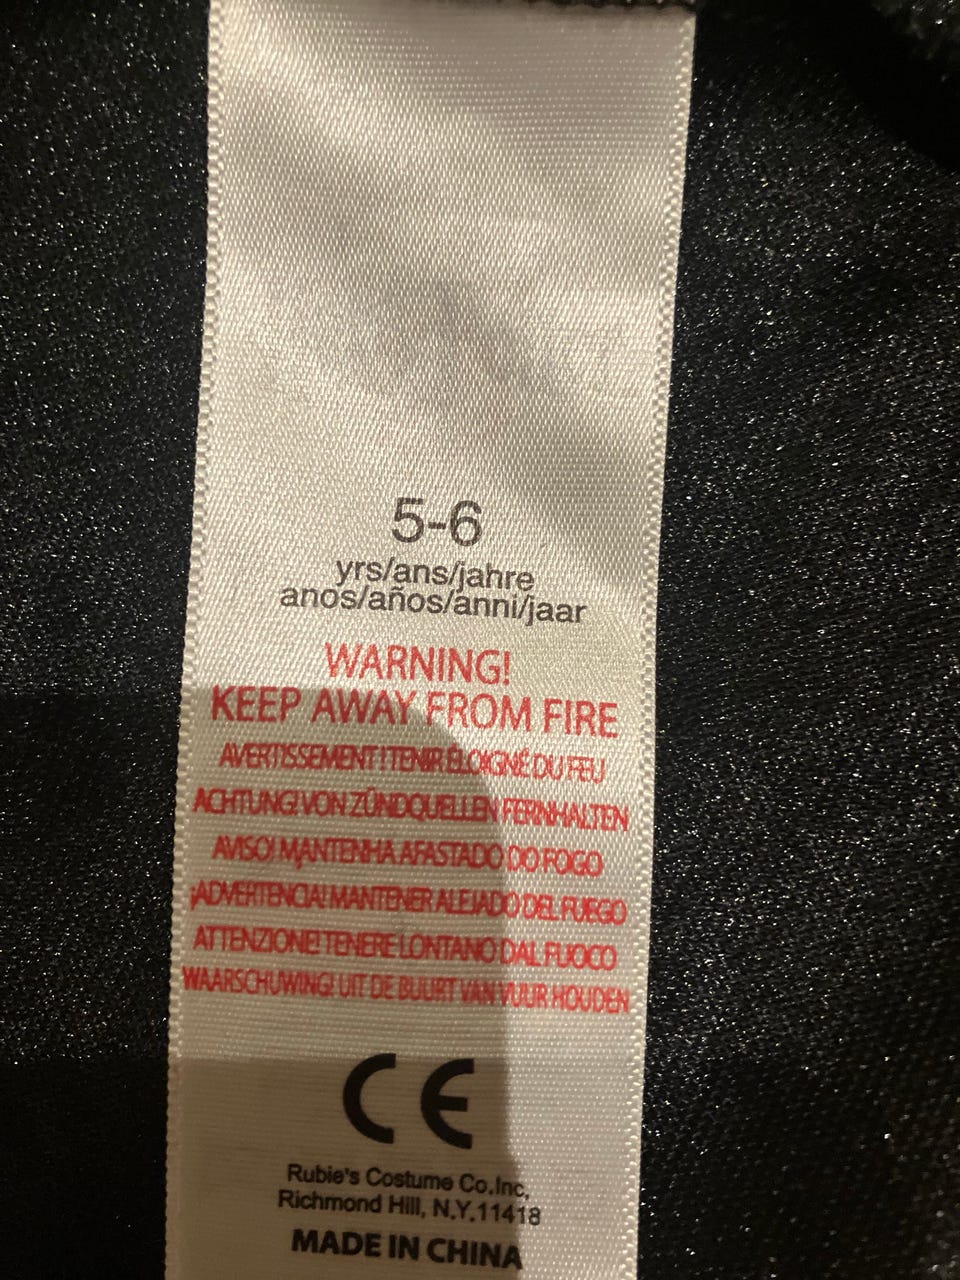 5-6
yrs/ans/jahre
anos/años/anni/jaar
WARNING!
KEEP AWAY FROM FIRE
AVERTISSEMENT! TENIR ÉLOIGNÉ DU FEU
ACHTUNG! VON ZÜNDQUELLEN FERNHALTEN
AVISO! MANTENHA AFASTADO DO FOGO
¡ADVERTENCIA! MANTENER ALEJADO DEL FUEGO
ATTENZIONE! TENERE LONTANO DAL FUOCO
WAARSCHUWING! UIT DE BUURT VAN VUUR HOUDEN
CE
Rubie's Costume Co.Inc,
Richmond Hill, N.Y.11418
MADE IN CHINA